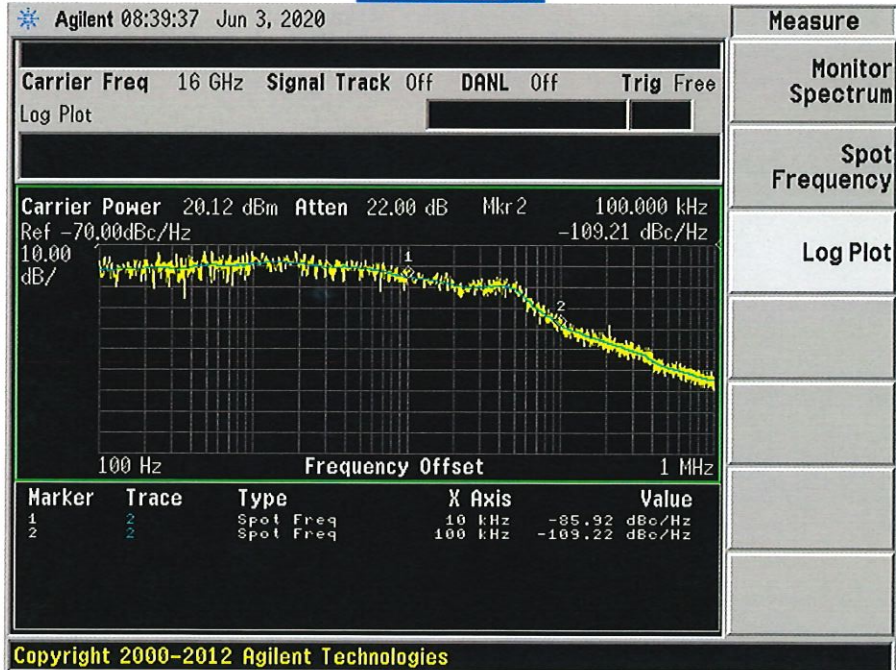 Agilent 08:39:37 Jun 3, 2020
Measure
Monitor
Spectrum
Spot
Frequency
Log Plot
Carrier Freq 16 GHz Signal Track Off DANL Off Trig Free
Log Plot
Carrier Power 20.12 dBm Atten 22.00 dB Mkr2 100.000 kHz
Ref -70.00dBc/Hz -109.21 dBc/Hz
10.00
dB/
1
2
100 Hz Frequency Offset 1 MHz
Marker Trace Type X Axis Value
1 2 Spot Freq 10 kHz -85.92 dBc/Hz
2 2 Spot Freq 100 kHz -109.22 dBc/Hz
Copyright 2000-2012 Agilent Technologies